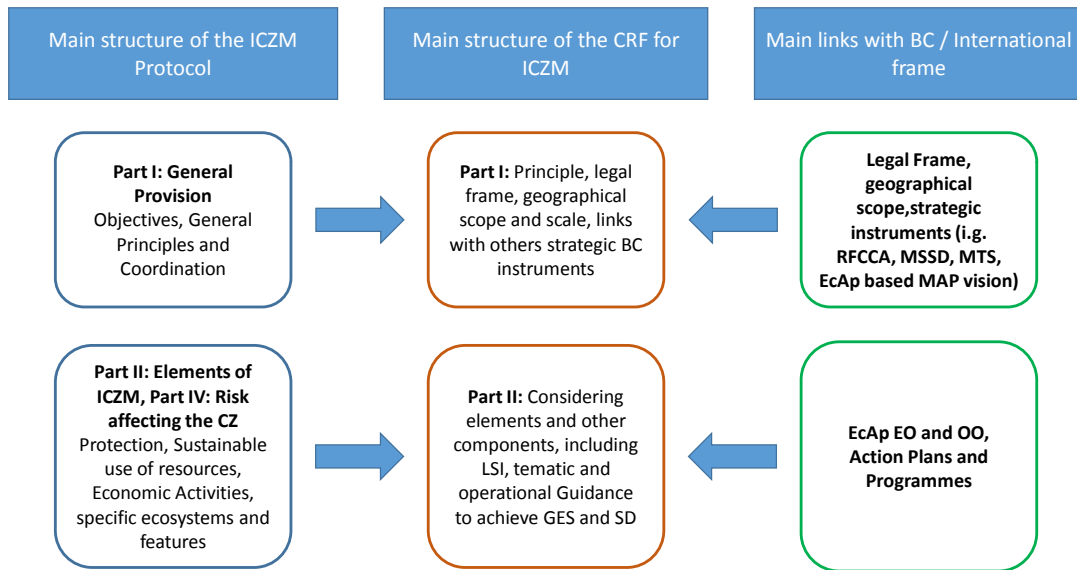 Main structure of the ICZM
Protocol
Main structure of the CRF for
ICZM
Main links with BC / International
frame
Part I: General
Provision
Objectives, General
Principles and
Coordination
Part I: Principle, legal
frame, geographical
scope and scale, links
with others strategic BC
instruments
Legal Frame,
geographical
scope,strategic
instruments (i.g.
RFCCA, MSSD, MTS,
EcAp based MAP vision)
Part II: Elements of
ICZM, Part IV: Risk
affecting the CZ
Protection, Sustainable
use of resources,
Economic Activities,
specific ecosystems and
features
Part II: Considering
elements and other
components, including
LSI, tematic and
operational Guidance
to achieve GES and SD
EcAp EO and OO,
Action Plans and
Programmes